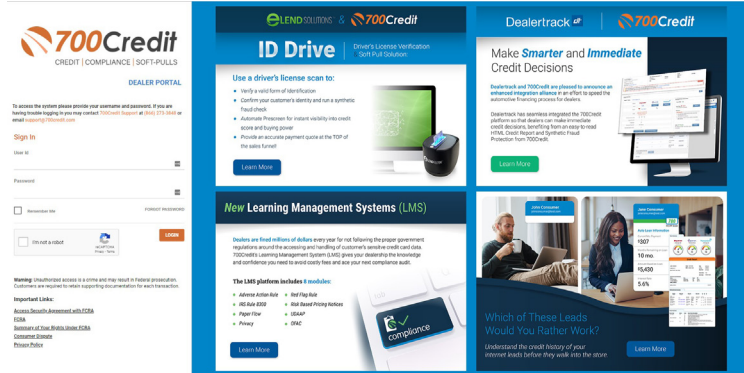 700Credit
CREDIT | COMPLIANCE | SOFT-PULLS
DEALER PORTAL
To access the system please provide your username and password. If you are
having trouble logging in you may contact 700Credit Support at (866) 273-3848 or
email support@700credit.com
Sign In
User Id
Password
Remember Me
FORGOT PASSWORD
I'm not a robot
reCAPTCHA
Privacy - Terms
LOGIN
Warning: Unauthorized access is a crime and may result in Federal prosecution.
Customers are required to retain supporting documentation for each transaction.
Important Links:
Access Security Agreement with FCRA
FCRA
Summary of Your Rights Under FCRA
Consumer Dispute
Privacy Policy
ELEND SOLUTIONS & 700Credit
ID Drive
Driver's License Verification
Soft Pull Solution
Use a driver's license scan to:
Verify a valid form of identification
Confirm your customer's identity and run a synthetic
fraud check
Automate Prescreen for instant visibility into credit
score and buying power
Provide an accurate payment quote at the TOP of
the sales funnel!
Learn More
Dealertrack | 700Credit
Make Smarter and Immediate
Credit Decisions
Dealertrack and 700Credit are pleased to announce an
enhanced integration alliance in an effort to speed the
automotive financing process for dealers.
Dealertrack has seamlessly integrated the 700Credit
platform so that dealers can make immediate
credit decisions, benefiting from an easy-to-read
HTML Credit Report and Synthetic Fraud
Protection from 700Credit.
Learn More
New Learning Management Systems (LMS)
Dealers are fined millions of dollars every year for not following the proper government
regulations around the accessing and handling of customer's sensitive credit card data.
700Credit's Learning Management System (LMS) gives your dealership the knowledge
and confidence you need to avoid costly fees and ace your next compliance audit.
The LMS platform includes 8 modules:
Adverse Action Rule
IRS Rule 8300
Paper Flow
Privacy
Red Flag Rule
Risk Based Pricing Notices
UDAAP
OFAC
compliance
Learn More
John Consumer
Jane Consumer
$307
10 mo.
$5,430
5.6%
Which of These Leads
Would You Rather Work?
Understand the credit history of your
internet leads before they walk into the store.
Learn More